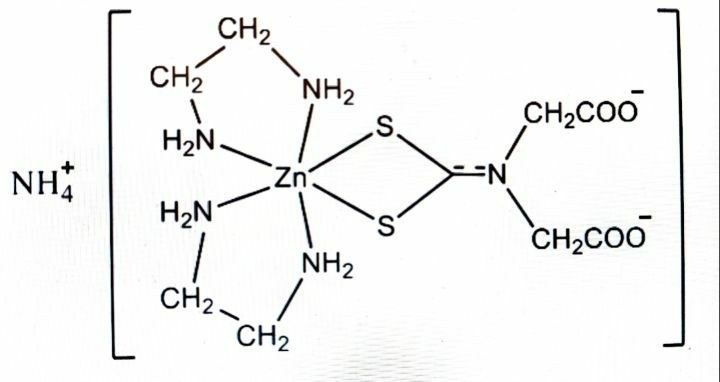 CH₂
CH₂
NH₂
H₂N
NH₄⁺
Zn
S
S
N
CH₂COO⁻
CH₂COO⁻
H₂N
NH₂
CH₂
CH₂